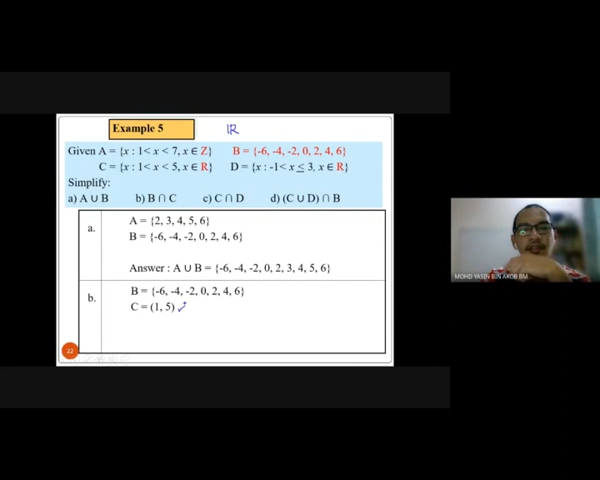 Example 5
IR
Given A = {x : 1< x < 7, x ∈ Z} B = {-6, -4, -2, 0, 2, 4, 6}
C = {x : 1< x < 5, x ∈ R} D = {x : -1< x ≤ 3, x ∈ R}
Simplify:
a) A ∪ B b) B ∩ C c) C ∩ D d) (C ∪ D) ∩ B
a.
A = {2, 3, 4, 5, 6}
B = {-6, -4, -2, 0, 2, 4, 6}
Answer : A ∪ B = {-6, -4, -2, 0, 2, 3, 4, 5, 6}
b.
B = {-6, -4, -2, 0, 2, 4, 6}
C = (1, 5)
22
MOHD YASIN BIN AKOB BM